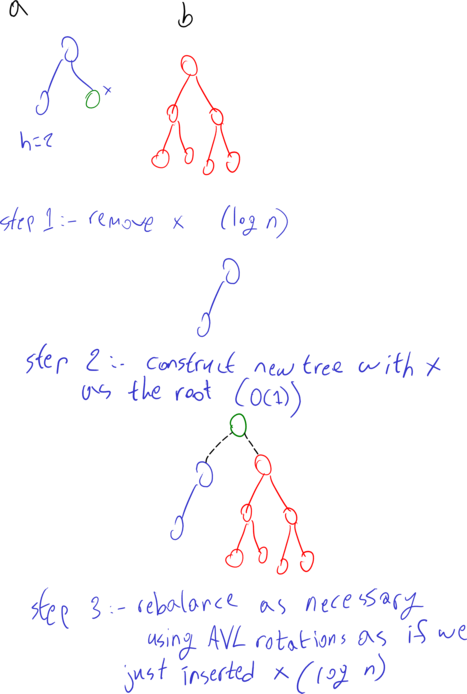 a b
x
h=2
step 1:- remove x (log n)
step 2:- construct new tree with x
as the root (O(1))
step 3:- rebalance as necessary
using AVL rotations as if we
just inserted x (log n)